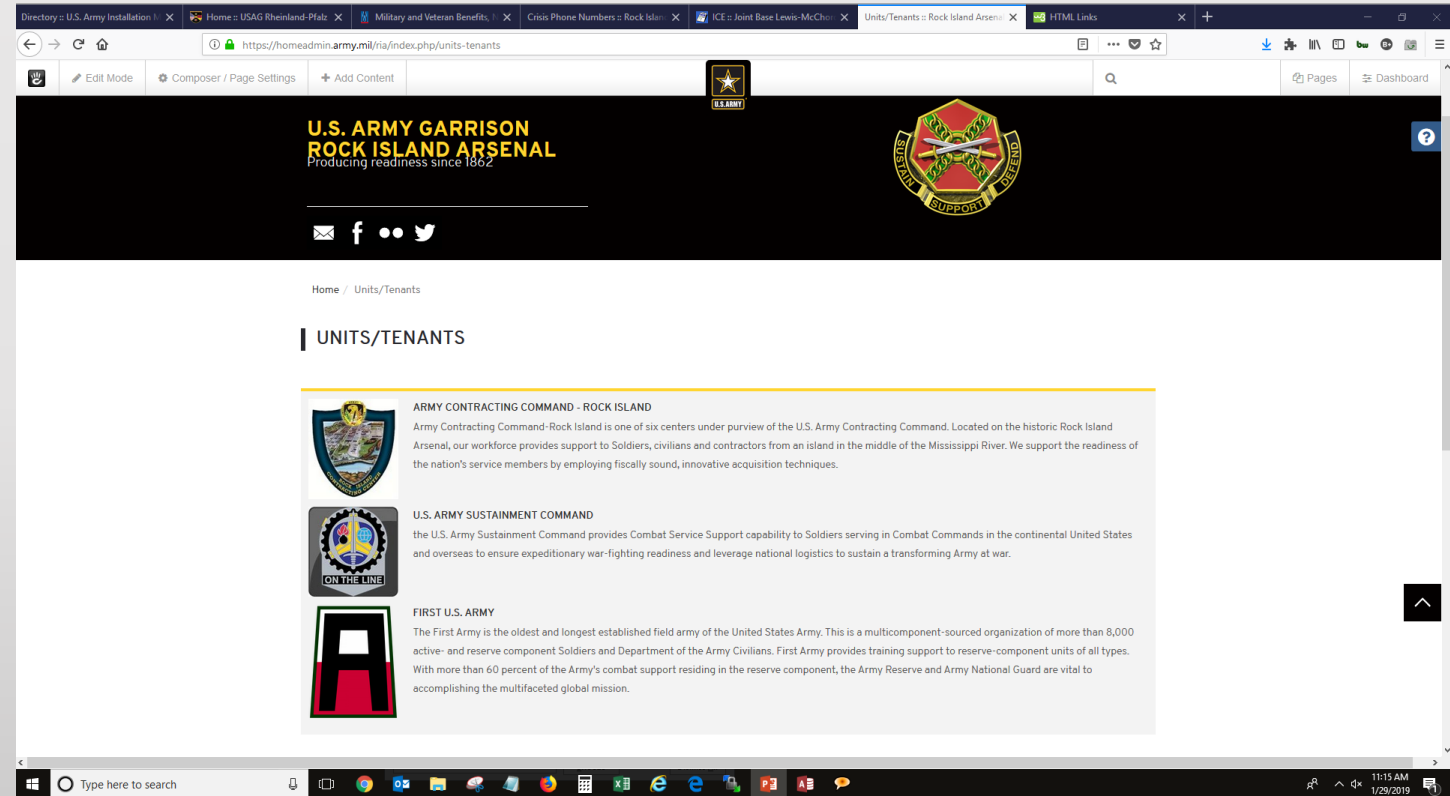 Directory :: U.S. Army Installation M
Home :: USAG Rheinland-Pfalz
Military and Veteran Benefits, N
Crisis Phone Numbers :: Rock Islan
ICE :: Joint Base Lewis-McChor
Units/Tenants :: Rock Island Arsenal
HTML Links
https://homeadmin.army.mil/ria/index.php/units-tenants
Edit Mode
Composer / Page Settings
Add Content
U.S.ARMY
Pages
Dashboard
U.S. ARMY GARRISON
ROCK ISLAND ARSENAL
Producing readiness since 1862
SUSTAIN
SUPPORT
DEFEND
Home / Units/Tenants
UNITS/TENANTS
ARMY CONTRACTING COMMAND - ROCK ISLAND
Army Contracting Command-Rock Island is one of six centers under purview of the U.S. Army Contracting Command. Located on the historic Rock Island
Arsenal, our workforce provides support to Soldiers, civilians and contractors from an island in the middle of the Mississippi River. We support the readiness of
the nation's service members by employing fiscally sound, innovative acquisition techniques.
ROCK ISLAND
CONTRACTING CENTER
U.S. ARMY SUSTAINMENT COMMAND
the U.S. Army Sustainment Command provides Combat Service Support capability to Soldiers serving in Combat Commands in the continental United States
and overseas to ensure expeditionary war-fighting readiness and leverage national logistics to sustain a transforming Army at war.
ON THE LINE
FIRST U.S. ARMY
The First Army is the oldest and longest established field army of the United States Army. This is a multicomponent-sourced organization of more than 8,000
active- and reserve component Soldiers and Department of the Army Civilians. First Army provides training support to reserve-component units of all types.
With more than 60 percent of the Army's combat support residing in the reserve component, the Army Reserve and Army National Guard are vital to
accomplishing the multifaceted global mission.
A
Type here to search
11:15 AM
1/29/2019